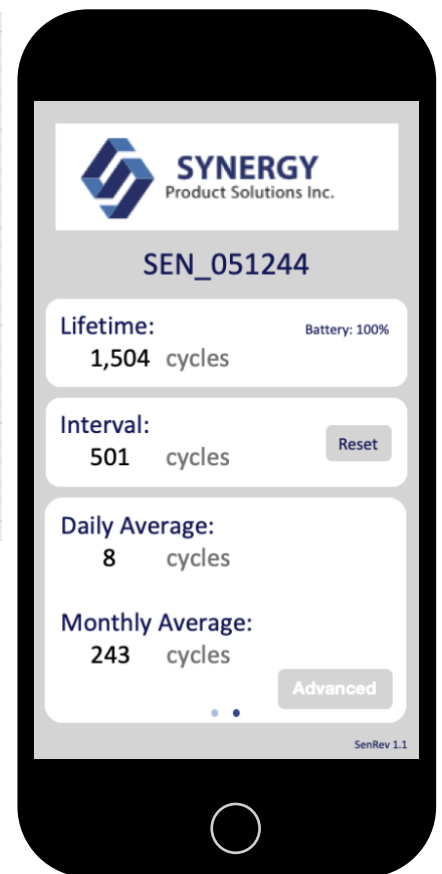 SYNERGY
Product Solutions Inc.
SEN_051244
Lifetime:
Battery: 100%
1,504 cycles
Interval:
501 cycles
Reset
Daily Average:
8 cycles
Monthly Average:
243 cycles
Advanced
SenRev 1.1